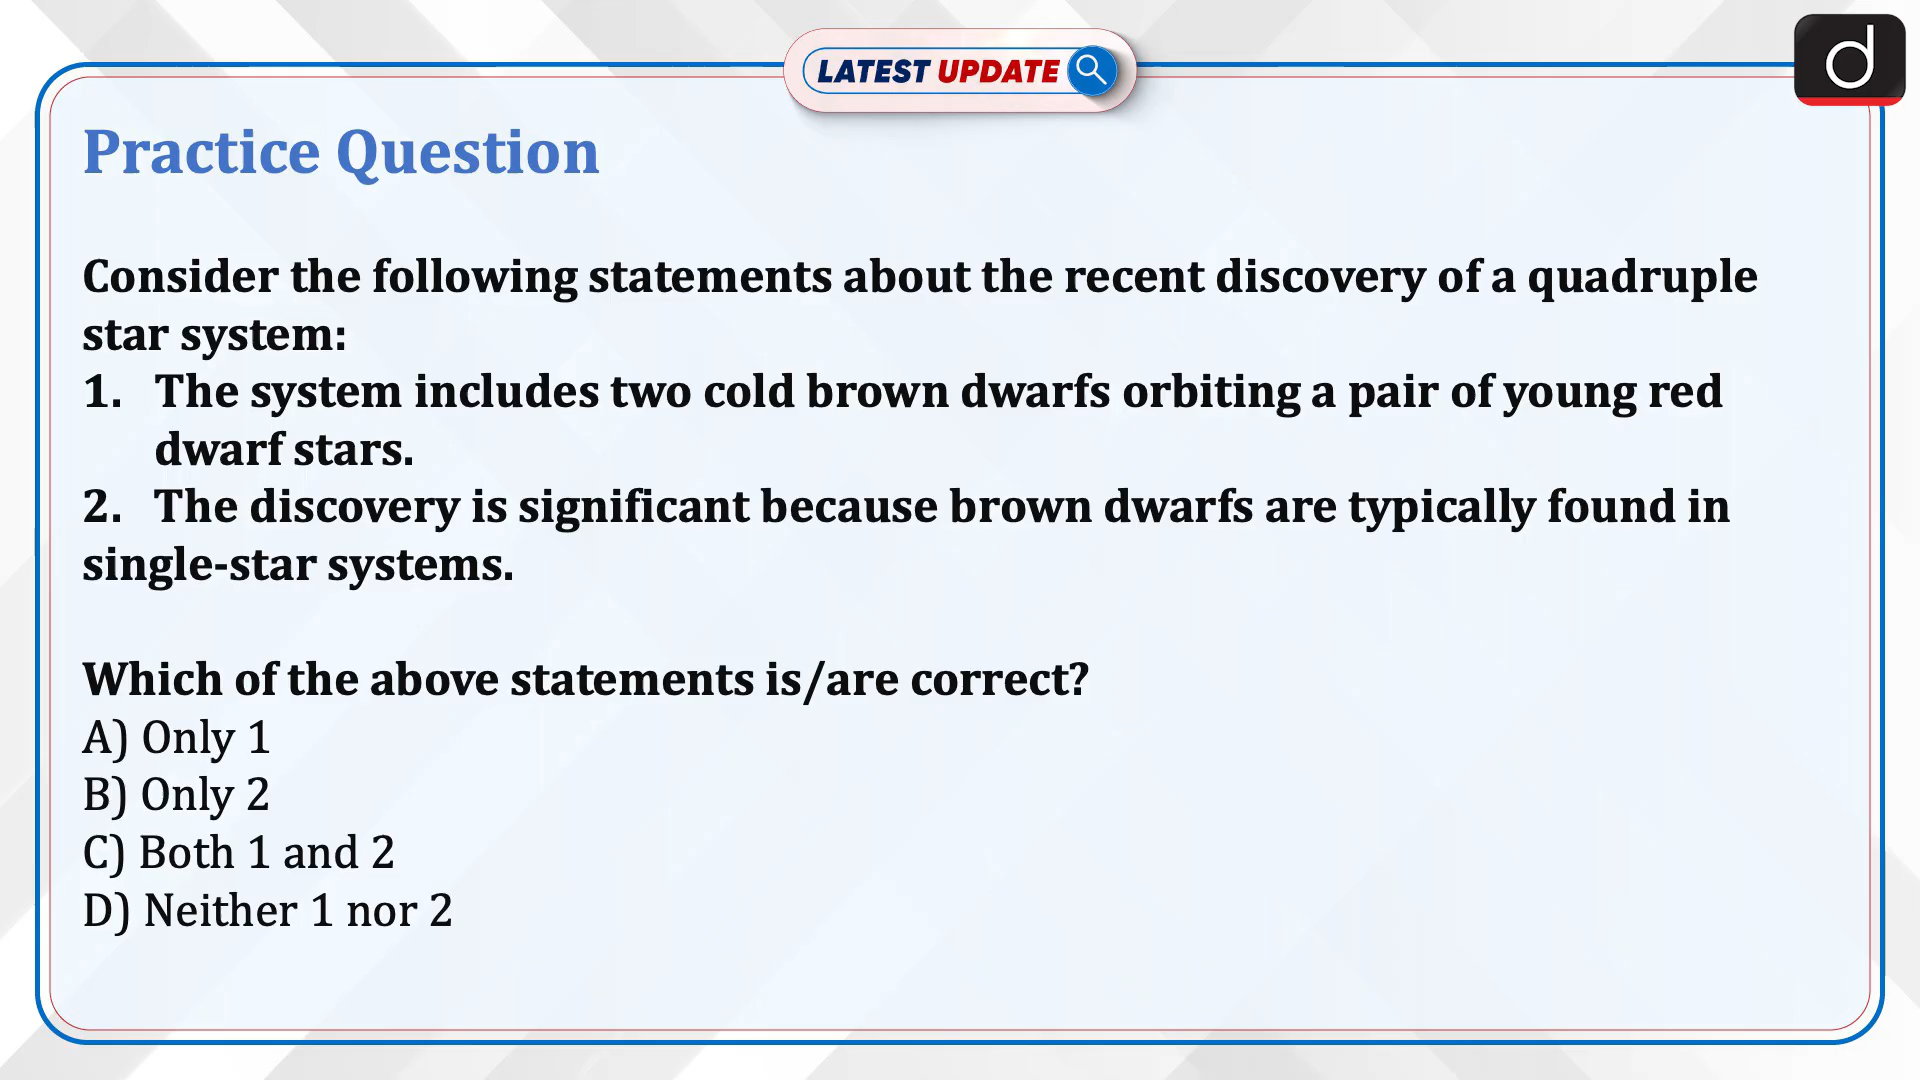 LATEST UPDATE
d
Practice Question
Consider the following statements about the recent discovery of a quadruple
star system:
1. The system includes two cold brown dwarfs orbiting a pair of young red
dwarf stars.
2. The discovery is significant because brown dwarfs are typically found in
single-star systems.
Which of the above statements is/are correct?
A) Only 1
B) Only 2
C) Both 1 and 2
D) Neither 1 nor 2